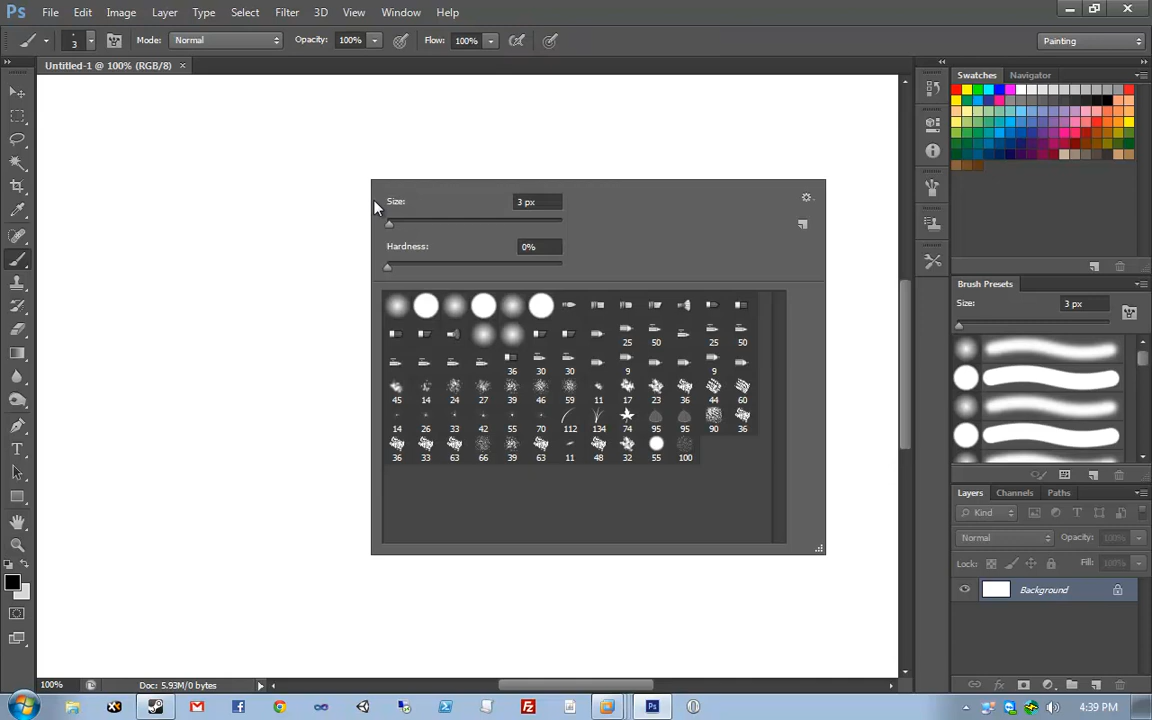 Ps File Edit Image Layer Type Select Filter 3D View Window Help
3 Mode: Normal Opacity: 100% Flow: 100% Painting
Untitled-1 @ 100% (RGB/8) ×
Swatches Navigator
Size: 3 px
Hardness: 0%
25 50 25 50
36 30 30 9 9
45 14 24 27 39 46 59 11 17 23 36 44 60
14 26 33 42 55 70 112 134 74 95 95 90 36
36 33 63 66 39 63 11 48 32 55 100
Brush Presets
Size: 3 px
Layers Channels Paths
Kind
Normal Opacity: 100%
Lock: Fill: 100%
Background
100% Doc: 5.93M/0 bytes
4:39 PM